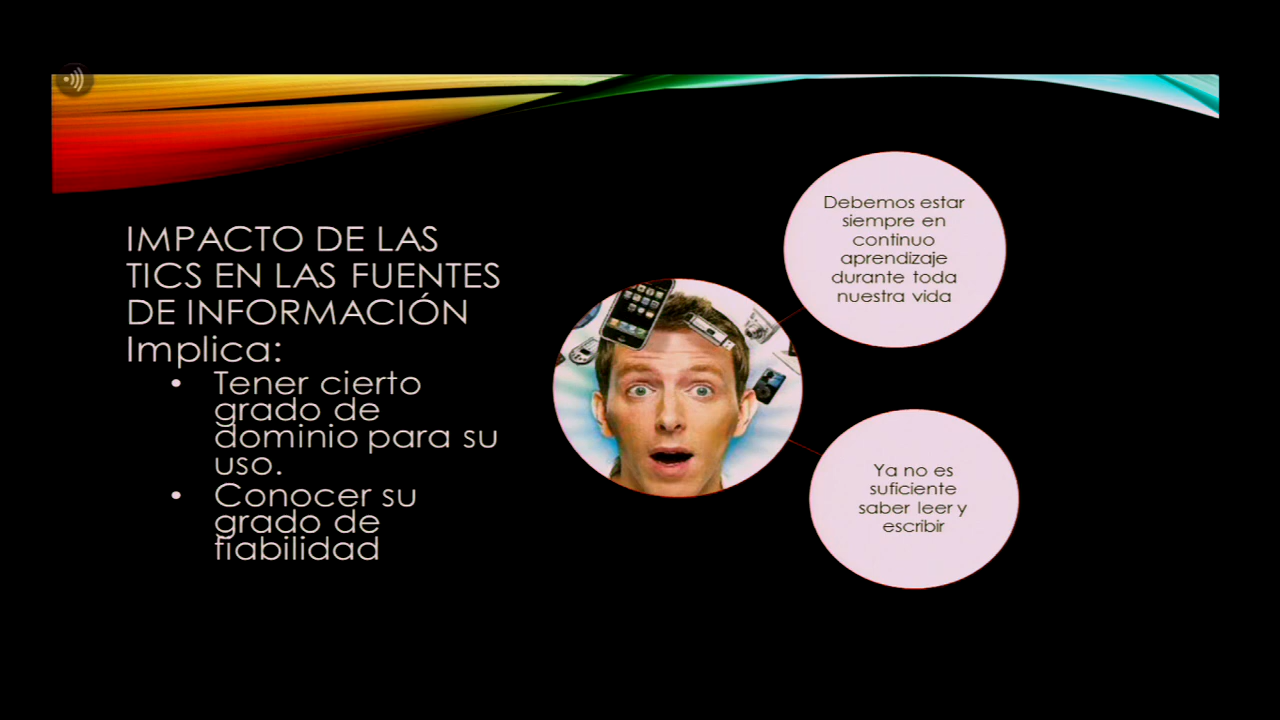 IMPACTO DE LAS
TICS EN LAS FUENTES
DE INFORMACIÓN
Implica:
• Tener cierto
grado de
dominio para su
uso.
• Conocer su
grado de
fiabilidad
Debemos estar
siempre en
continuo
aprendizaje
durante toda
nuestra vida
Ya no es
suficiente
saber leer y
escribir